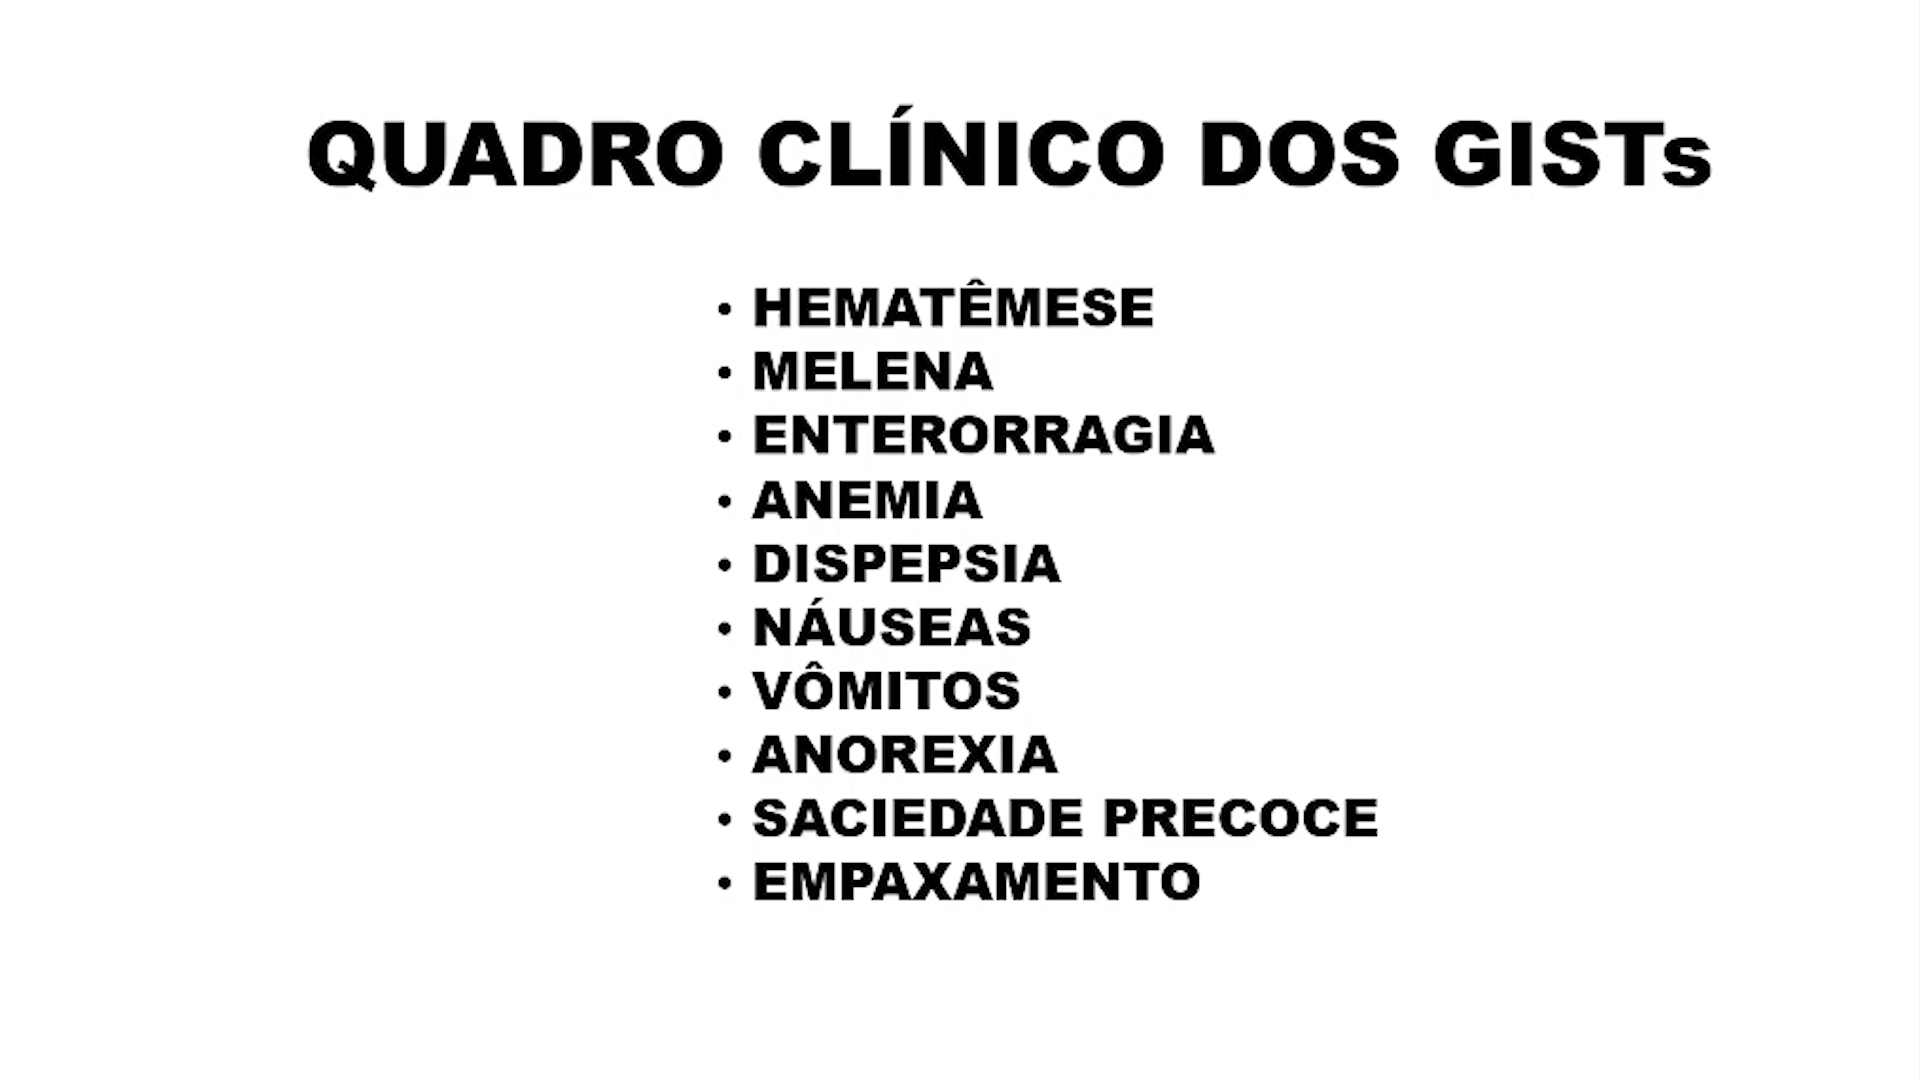 QUADRO CLÍNICO DOS GISTs
• HEMATÊMESE
• MELENA
• ENTERORRAGIA
• ANEMIA
• DISPEPSIA
• NÁUSEAS
• VÔMITOS
• ANOREXIA
• SACIEDADE PRECOCE
• EMPAXAMENTO